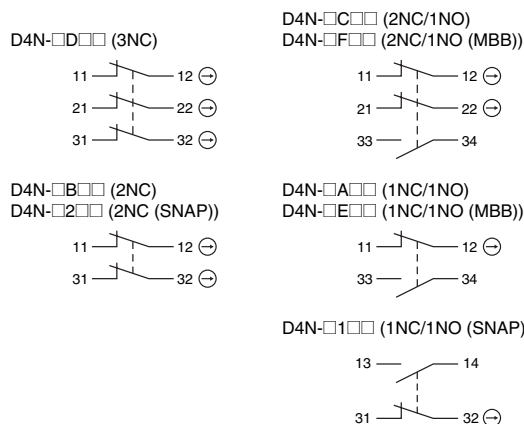 D4N-□D□□ (3NC)
11 12
21 22
31 32
D4N-□C□□ (2NC/1NO)
D4N-□F□□ (2NC/1NO (MBB))
11 12
21 22
33 34
D4N-□B□□ (2NC)
D4N-□2□□ (2NC (SNAP))
11 12
31 32
D4N-□A□□ (1NC/1NO)
D4N-□E□□ (1NC/1NO (MBB))
11 12
33 34
D4N-□1□□ (1NC/1NO (SNAP)
13 14
31 32